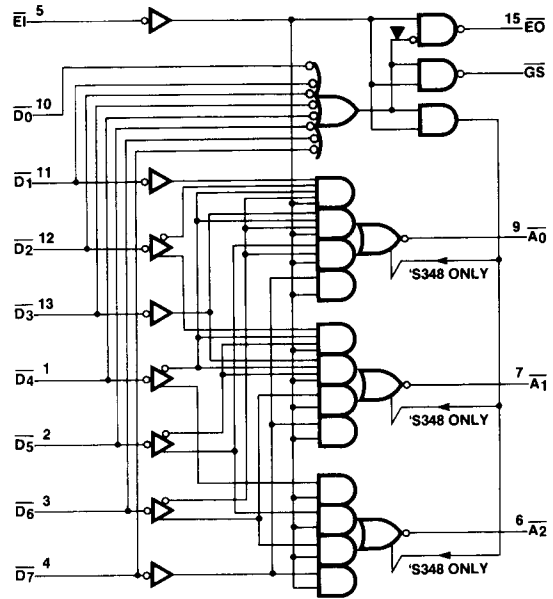 EI 5
15 EO
GS
D0 10
D1 11
D2 12
9 A0
'S348 ONLY
D3 13
D4 1
7 A1
'S348 ONLY
D5 2
D6 3
6 A2
'S348 ONLY
D7 4